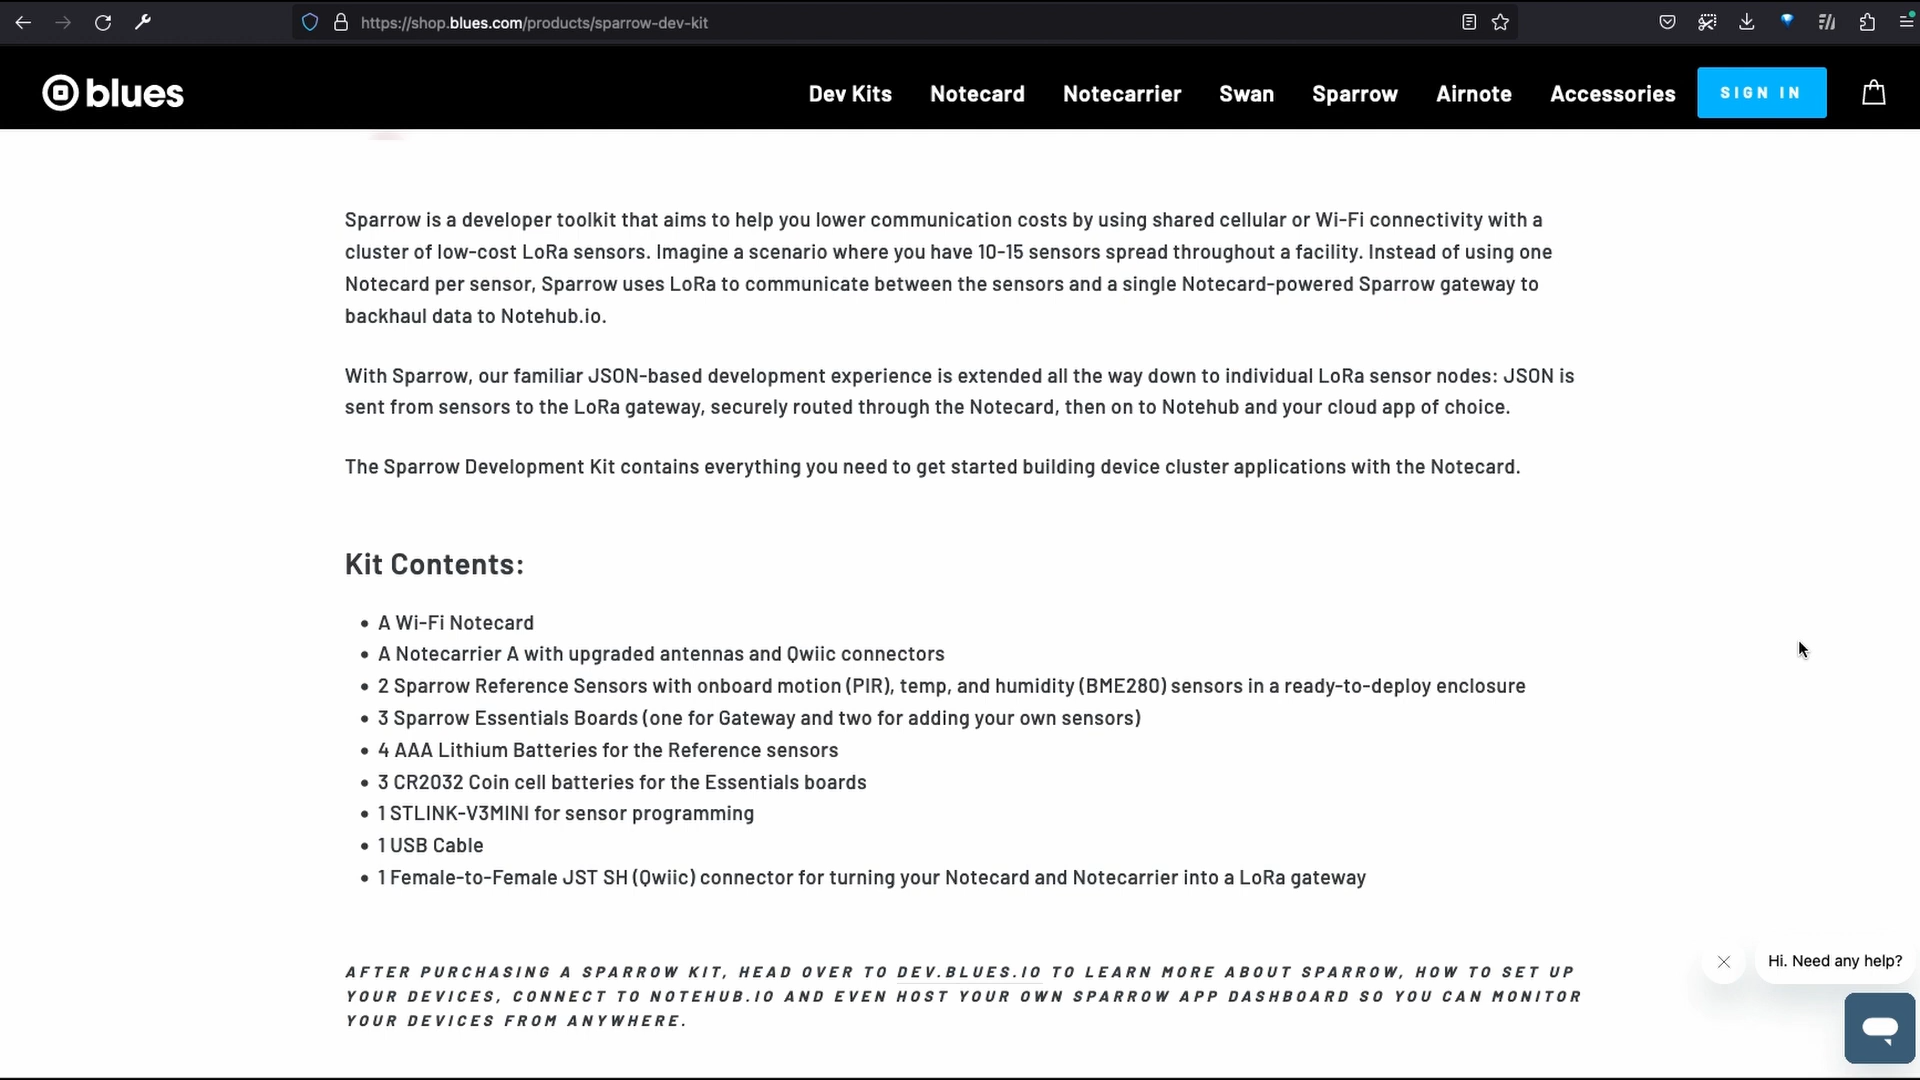 https://shop.blues.com/products/sparrow-dev-kit
blues
Dev Kits Notecard Notecarrier Swan Sparrow Airnote Accessories SIGN IN
Sparrow is a developer toolkit that aims to help you lower communication costs by using shared cellular or Wi-Fi connectivity with a
cluster of low-cost LoRa sensors. Imagine a scenario where you have 10-15 sensors spread throughout a facility. Instead of using one
Notecard per sensor, Sparrow uses LoRa to communicate between the sensors and a single Notecard-powered Sparrow gateway to
backhaul data to Notehub.io.
With Sparrow, our familiar JSON-based development experience is extended all the way down to individual LoRa sensor nodes: JSON is
sent from sensors to the LoRa gateway, securely routed through the Notecard, then on to Notehub and your cloud app of choice.
The Sparrow Development Kit contains everything you need to get started building device cluster applications with the Notecard.
Kit Contents:
• A Wi-Fi Notecard
• A Notecarrier A with upgraded antennas and Qwiic connectors
• 2 Sparrow Reference Sensors with onboard motion (PIR), temp, and humidity (BME280) sensors in a ready-to-deploy enclosure
• 3 Sparrow Essentials Boards (one for Gateway and two for adding your own sensors)
• 4 AAA Lithium Batteries for the Reference sensors
• 3 CR2032 Coin cell batteries for the Essentials boards
• 1 STLINK-V3MINI for sensor programming
• 1 USB Cable
• 1 Female-to-Female JST SH (Qwiic) connector for turning your Notecard and Notecarrier into a LoRa gateway
AFTER PURCHASING A SPARROW KIT, HEAD OVER TO DEV.BLUES.IO TO LEARN MORE ABOUT SPARROW, HOW TO SET UP
YOUR DEVICES, CONNECT TO NOTEHUB.IO AND EVEN HOST YOUR OWN SPARROW APP DASHBOARD SO YOU CAN MONITOR
YOUR DEVICES FROM ANYWHERE.
Hi. Need any help?